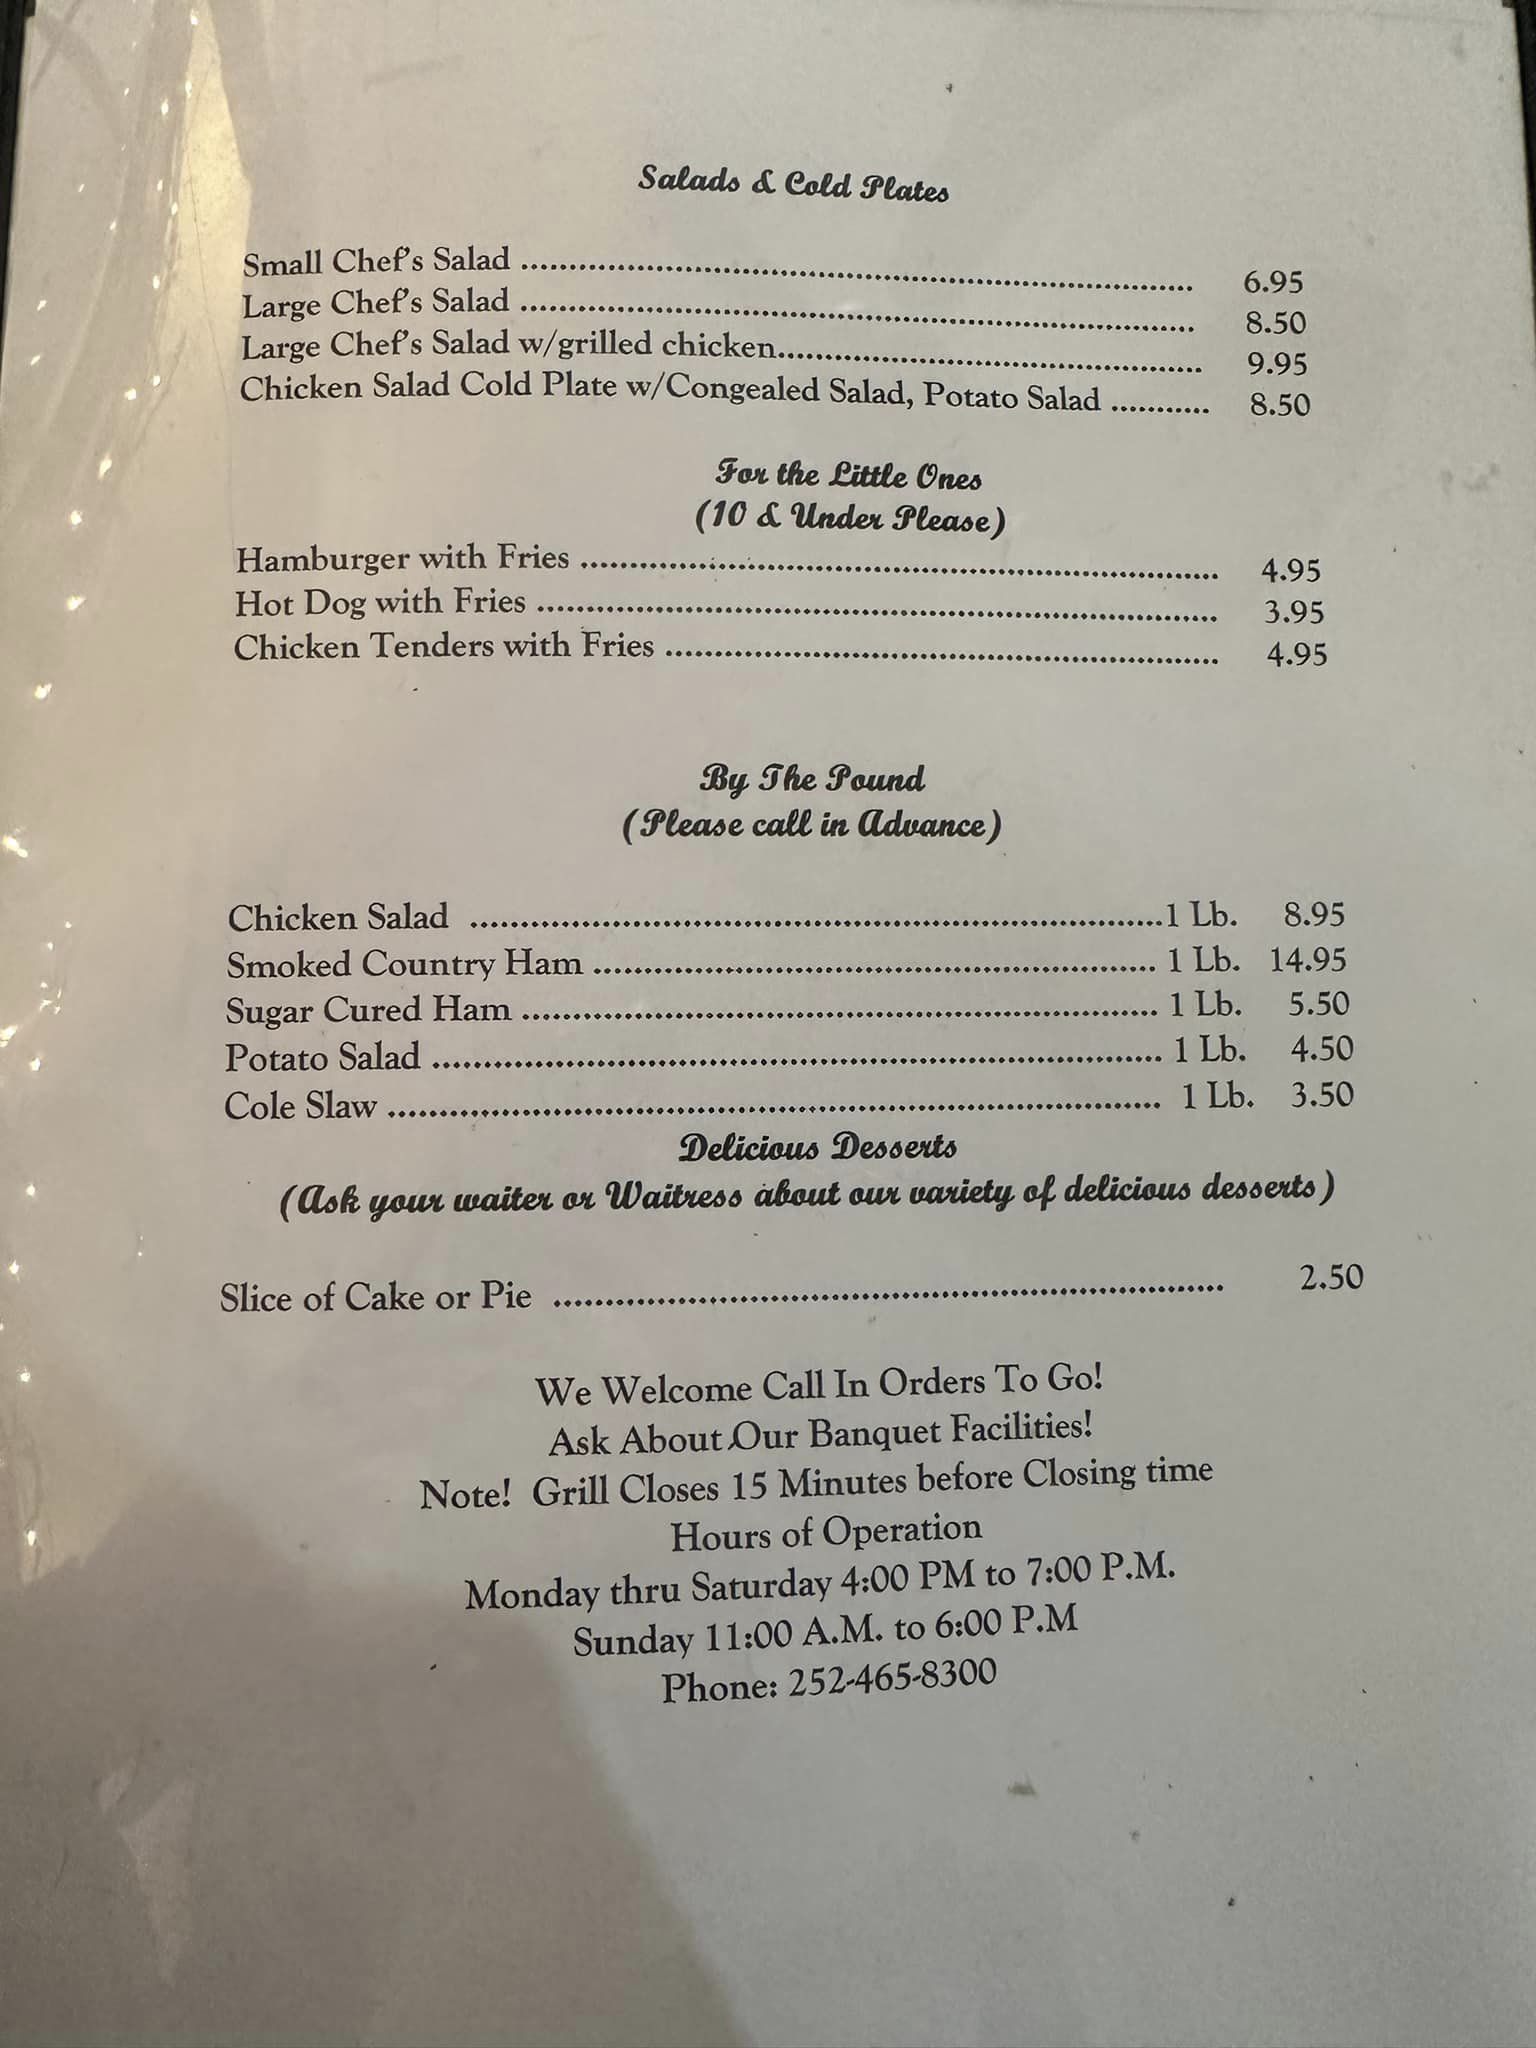 Salads & Cold Plates
Small Chef's Salad ........................................................................ 6.95
Large Chef's Salad ........................................................................ 8.50
Large Chef's Salad w/grilled chicken............................................. 9.95
Chicken Salad Cold Plate w/Congealed Salad, Potato Salad ........... 8.50
For the Little Ones
(10 & Under Please)
Hamburger with Fries .................................................................... 4.95
Hot Dog with Fries ........................................................................ 3.95
Chicken Tenders with Fries ........................................................... 4.95
By The Pound
(Please call in Advance)
Chicken Salad ......................................................................1 Lb. 8.95
Smoked Country Ham ......................................................... 1 Lb. 14.95
Sugar Cured Ham ................................................................ 1 Lb. 5.50
Potato Salad ......................................................................... 1 Lb. 4.50
Cole Slaw ............................................................................. 1 Lb. 3.50
Delicious Desserts
(Ask your waiter or Waitress about our variety of delicious desserts)
Slice of Cake or Pie .................................................................. 2.50
We Welcome Call In Orders To Go!
Ask About Our Banquet Facilities!
Note! Grill Closes 15 Minutes before Closing time
Hours of Operation
Monday thru Saturday 4:00 PM to 7:00 P.M.
Sunday 11:00 A.M. to 6:00 P.M
Phone: 252-465-8300